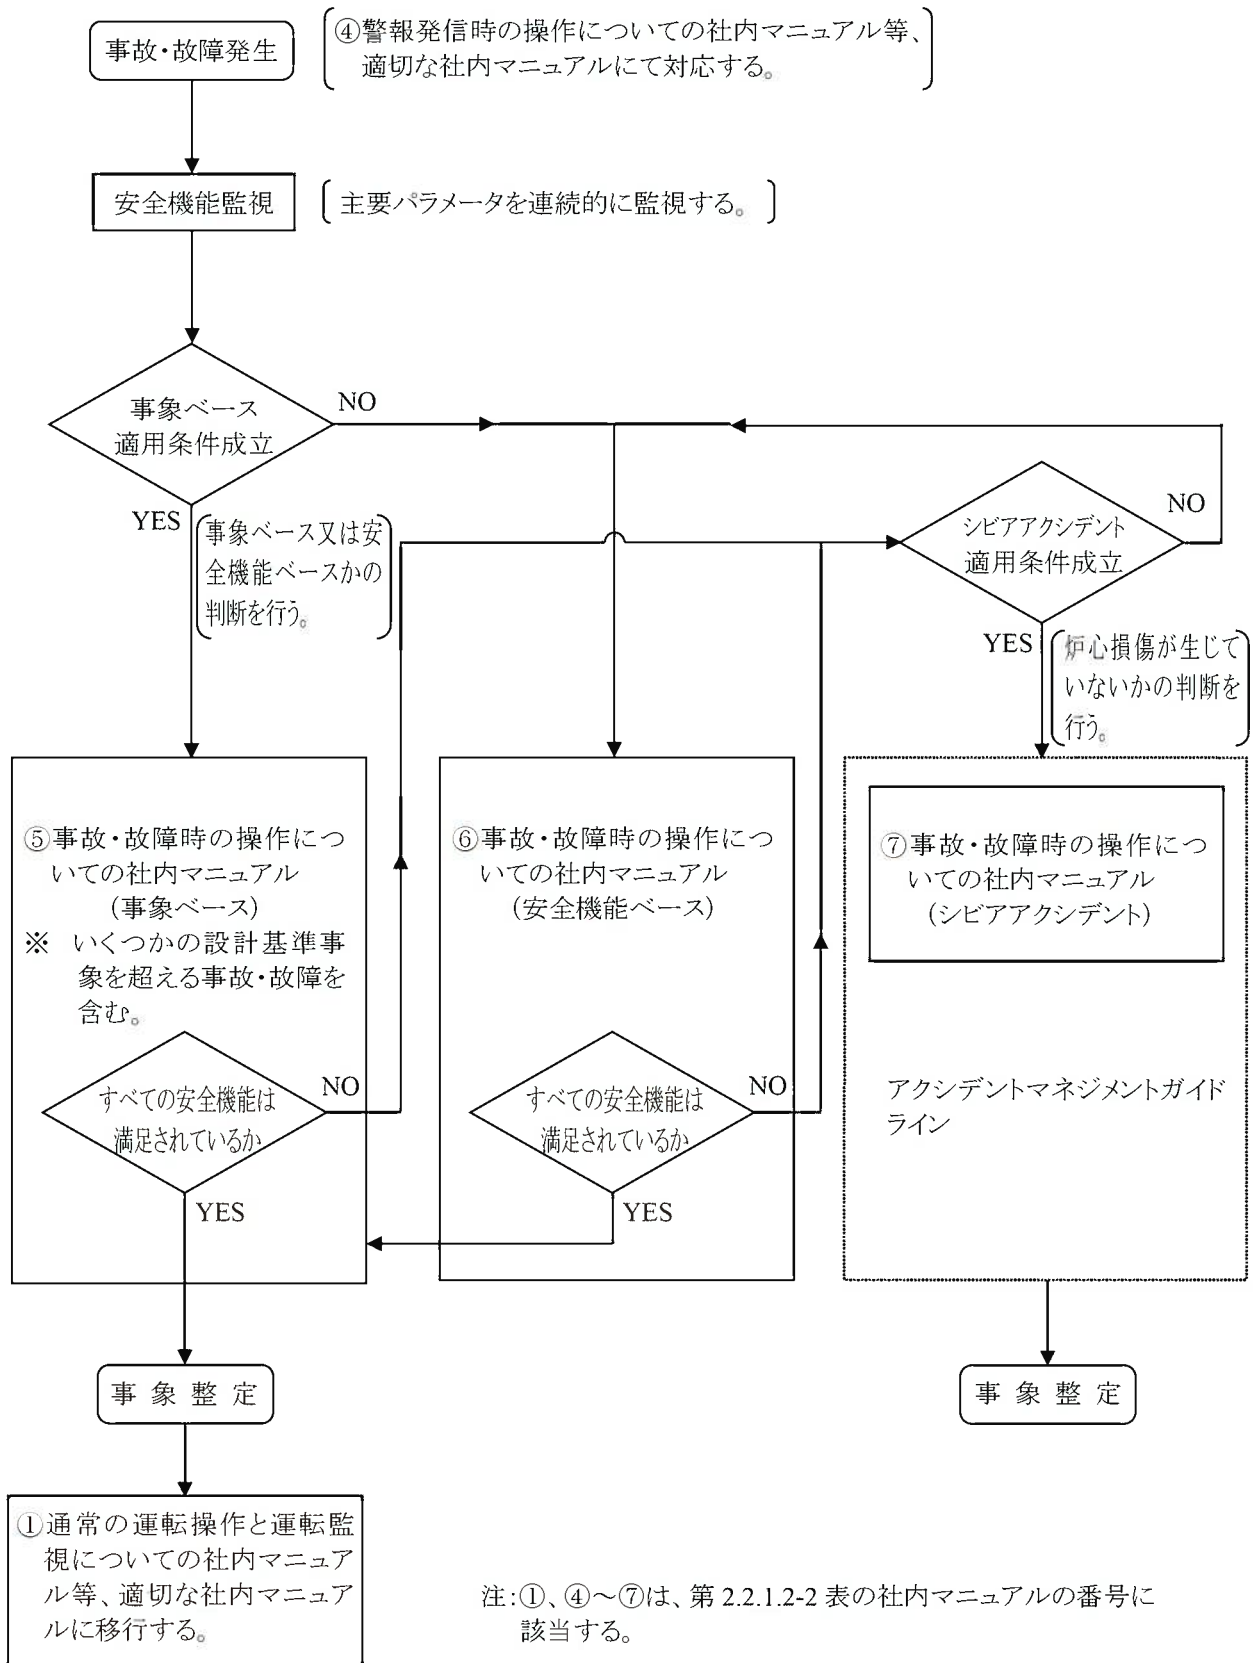 事故・故障発生
④警報発信時の操作についての社内マニュアル等、
適切な社内マニュアルにて対応する。
安全機能監視
主要パラメータを連続的に監視する。
事象ベース
適用条件成立
NO
YES
事象ベース又は安
全機能ベースかの
判断を行う。
シビアアクシデント
適用条件成立
NO
YES
炉心損傷が生じて
いないかの判断を
行う。
⑤事故・故障時の操作につ
いての社内マニュアル
(事象ベース)
※ いくつかの設計基準事
象を超える事故・故障を
含む。
すべての安全機能は
満足されているか
NO
YES
⑥事故・故障時の操作につ
いての社内マニュアル
(安全機能ベース)
すべての安全機能は
満足されているか
NO
YES
⑦事故・故障時の操作につ
いての社内マニュアル
(シビアアクシデント)
アクシデントマネジメントガイド
ライン
事象整定
事象整定
①通常の運転操作と運転監
視についての社内マニュア
ル等、適切な社内マニュア
ルに移行する。
注:①、④～⑦は、第 2.2.1.2-2 表の社内マニュアルの番号に
該当する。